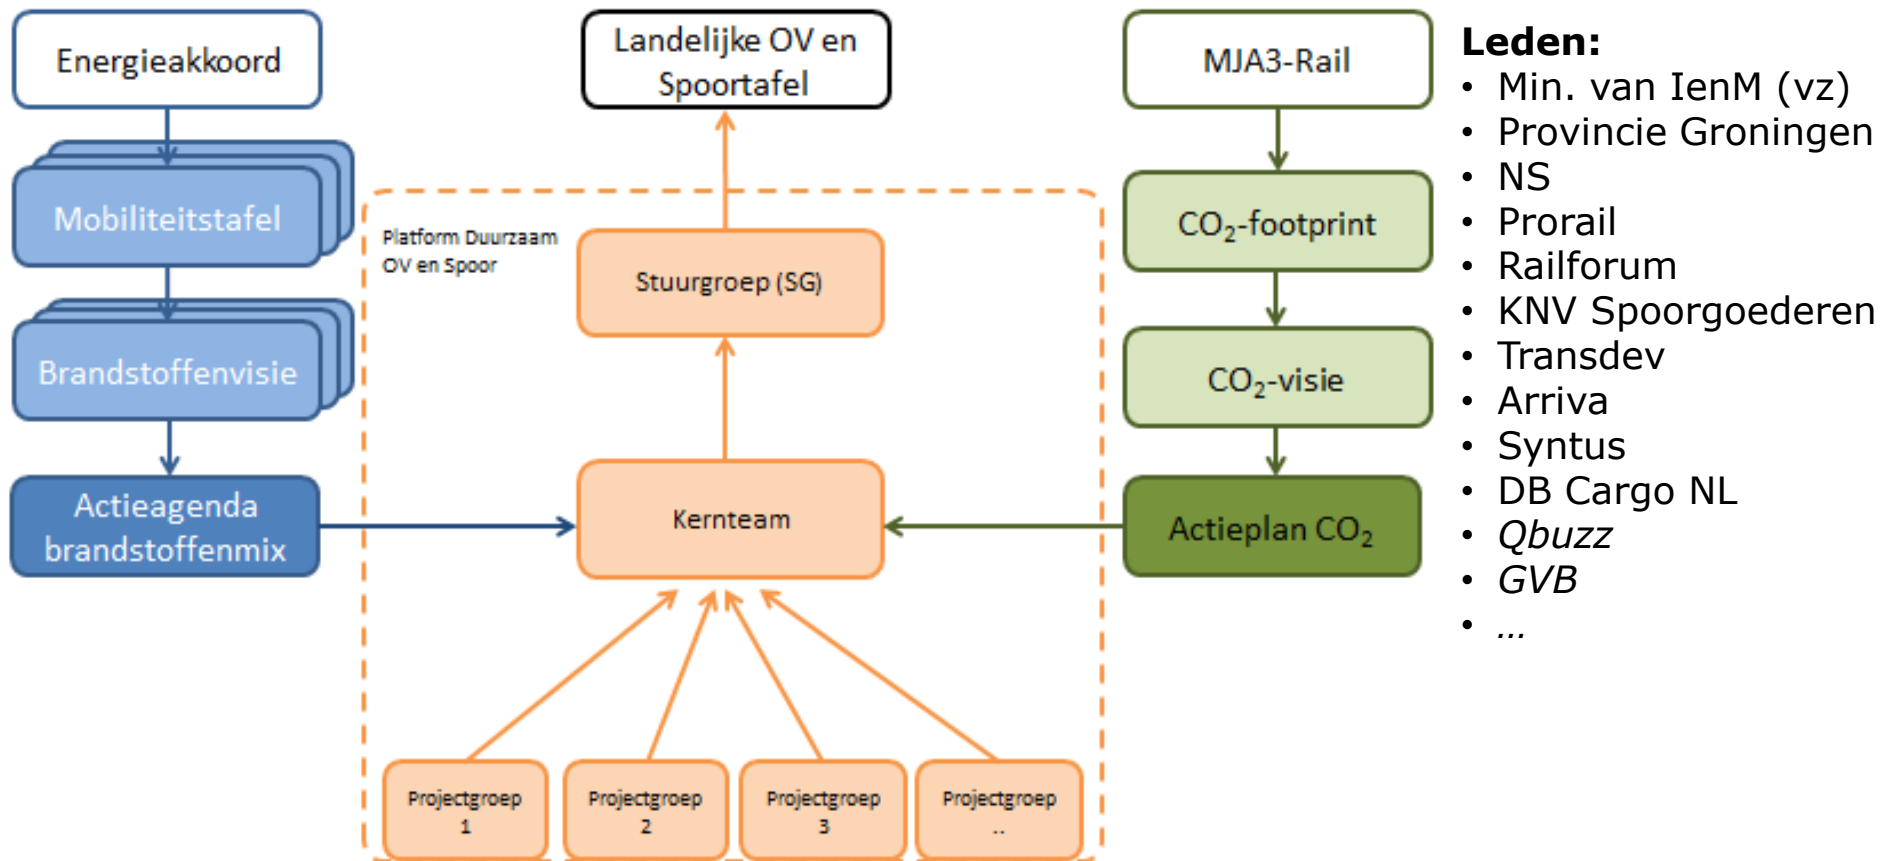 Energieakkoord
Mobiliteitstafel
Brandstoffenvisie
Actieagenda
brandstoffenmix
Landelijke OV en
Spoortafel
Platform Duurzaam
OV en Spoor
Stuurgroep (SG)
Kernteam
Projectgroep
1
Projectgroep
2
Projectgroep
3
Projectgroep
..
MJA3-Rail
CO₂-footprint
CO₂-visie
Actieplan CO₂
Leden:
• Min. van IenM (vz)
• Provincie Groningen
• NS
• Prorail
• Railforum
• KNV Spoorgoederen
• Transdev
• Arriva
• Syntus
• DB Cargo NL
• Qbuzz
• GVB
• …